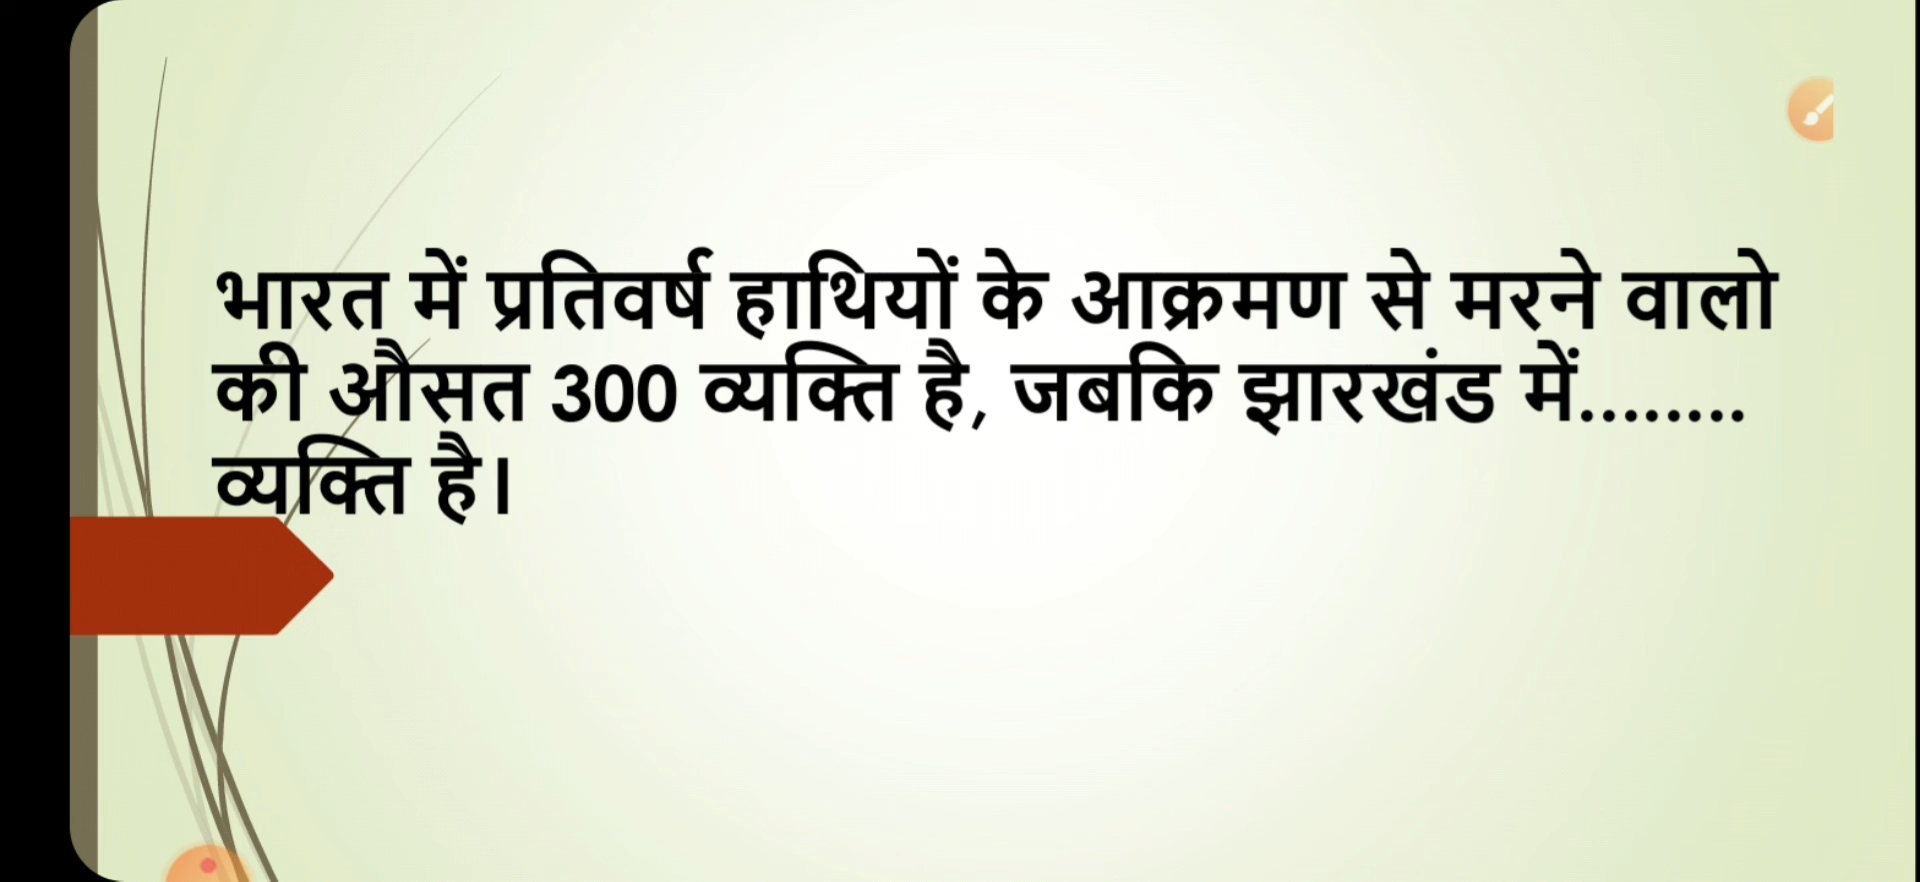 भारत में प्रतिवर्ष हाथियों के आक्रमण से मरने वालो
की औसत 300 व्यक्ति है, जबकि झारखंड में........
व्यक्ति है।